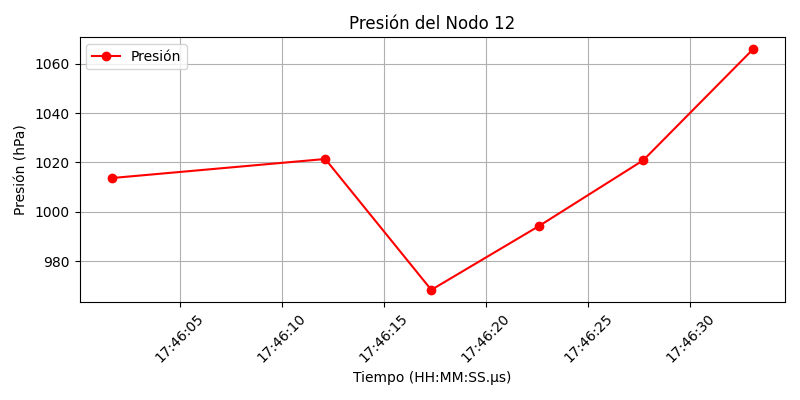 Presión del Nodo 12
Presión
Presión (hPa)
1060
1040
1020
1000
980
17:46:05
17:46:10
17:46:15
17:46:20
17:46:25
17:46:30
Tiempo (HH:MM:SS.µs)